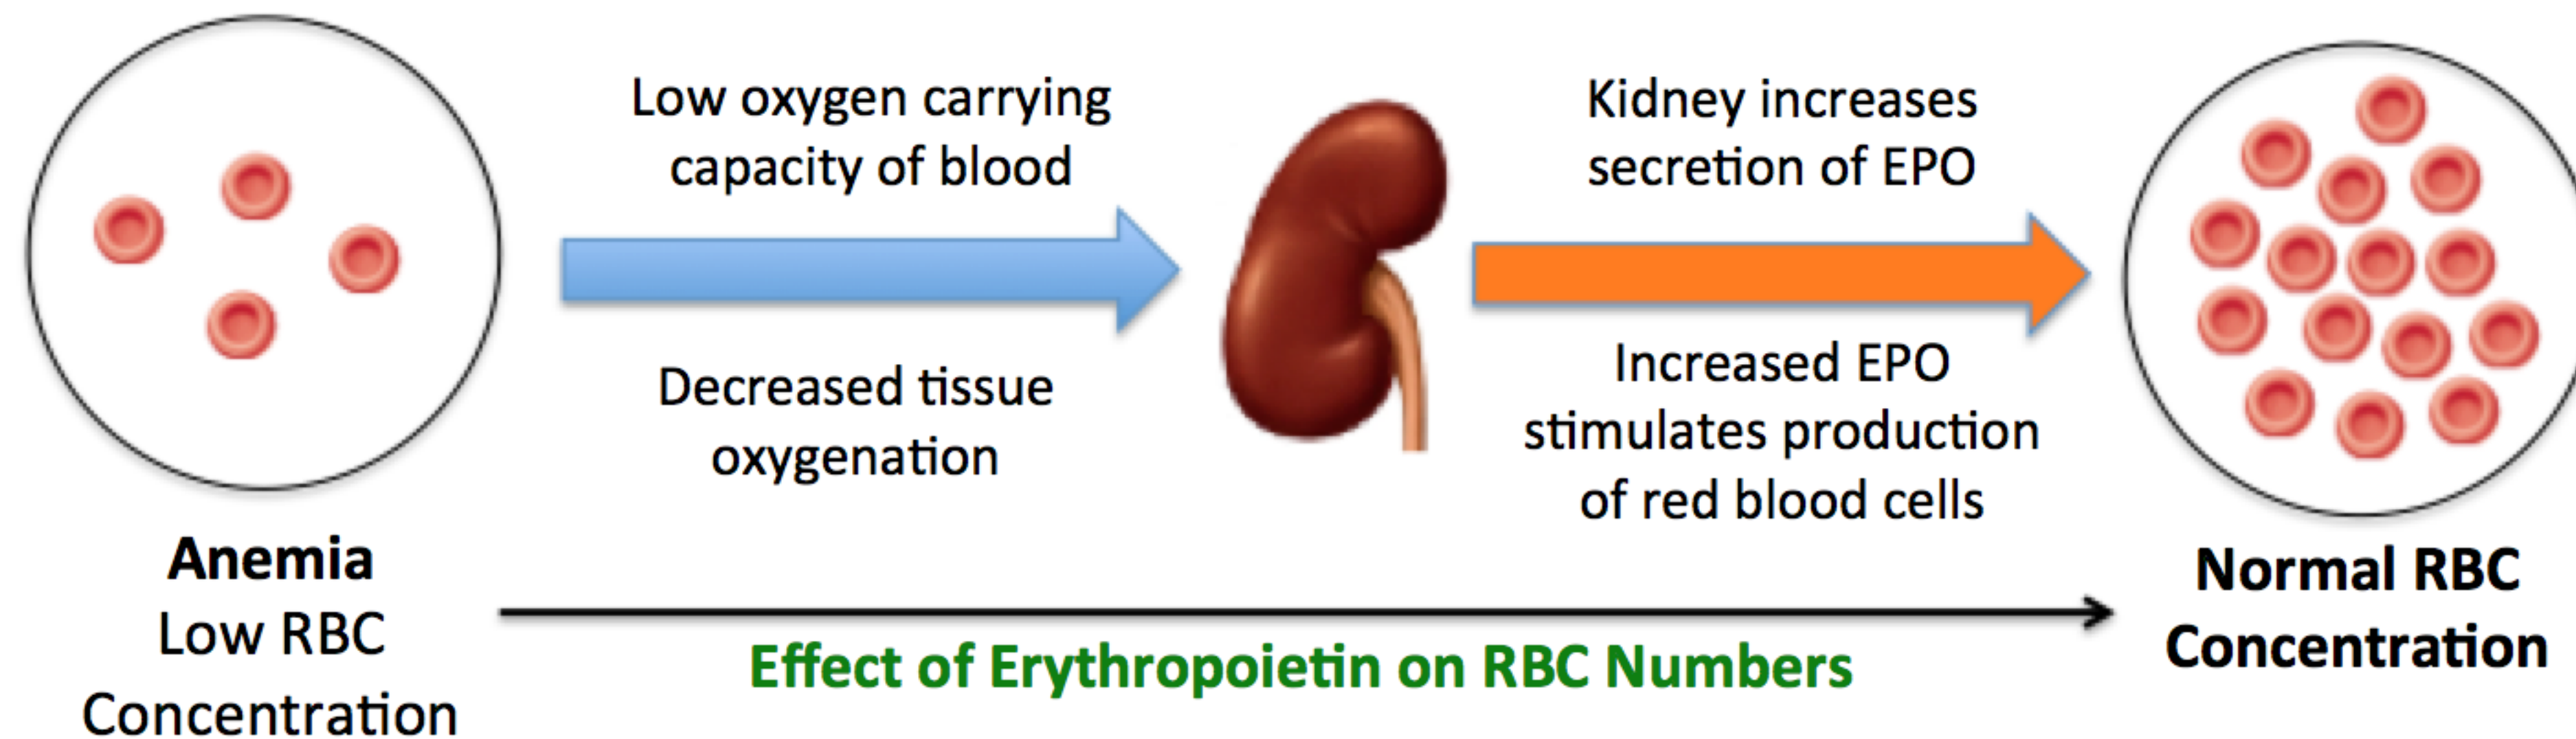 Low oxygen carrying
capacity of blood
Decreased tissue
oxygenation
Kidney increases
secretion of EPO
Increased EPO
stimulates production
of red blood cells
Anemia
Low RBC
Concentration
Effect of Erythropoietin on RBC Numbers
Normal RBC
Concentration